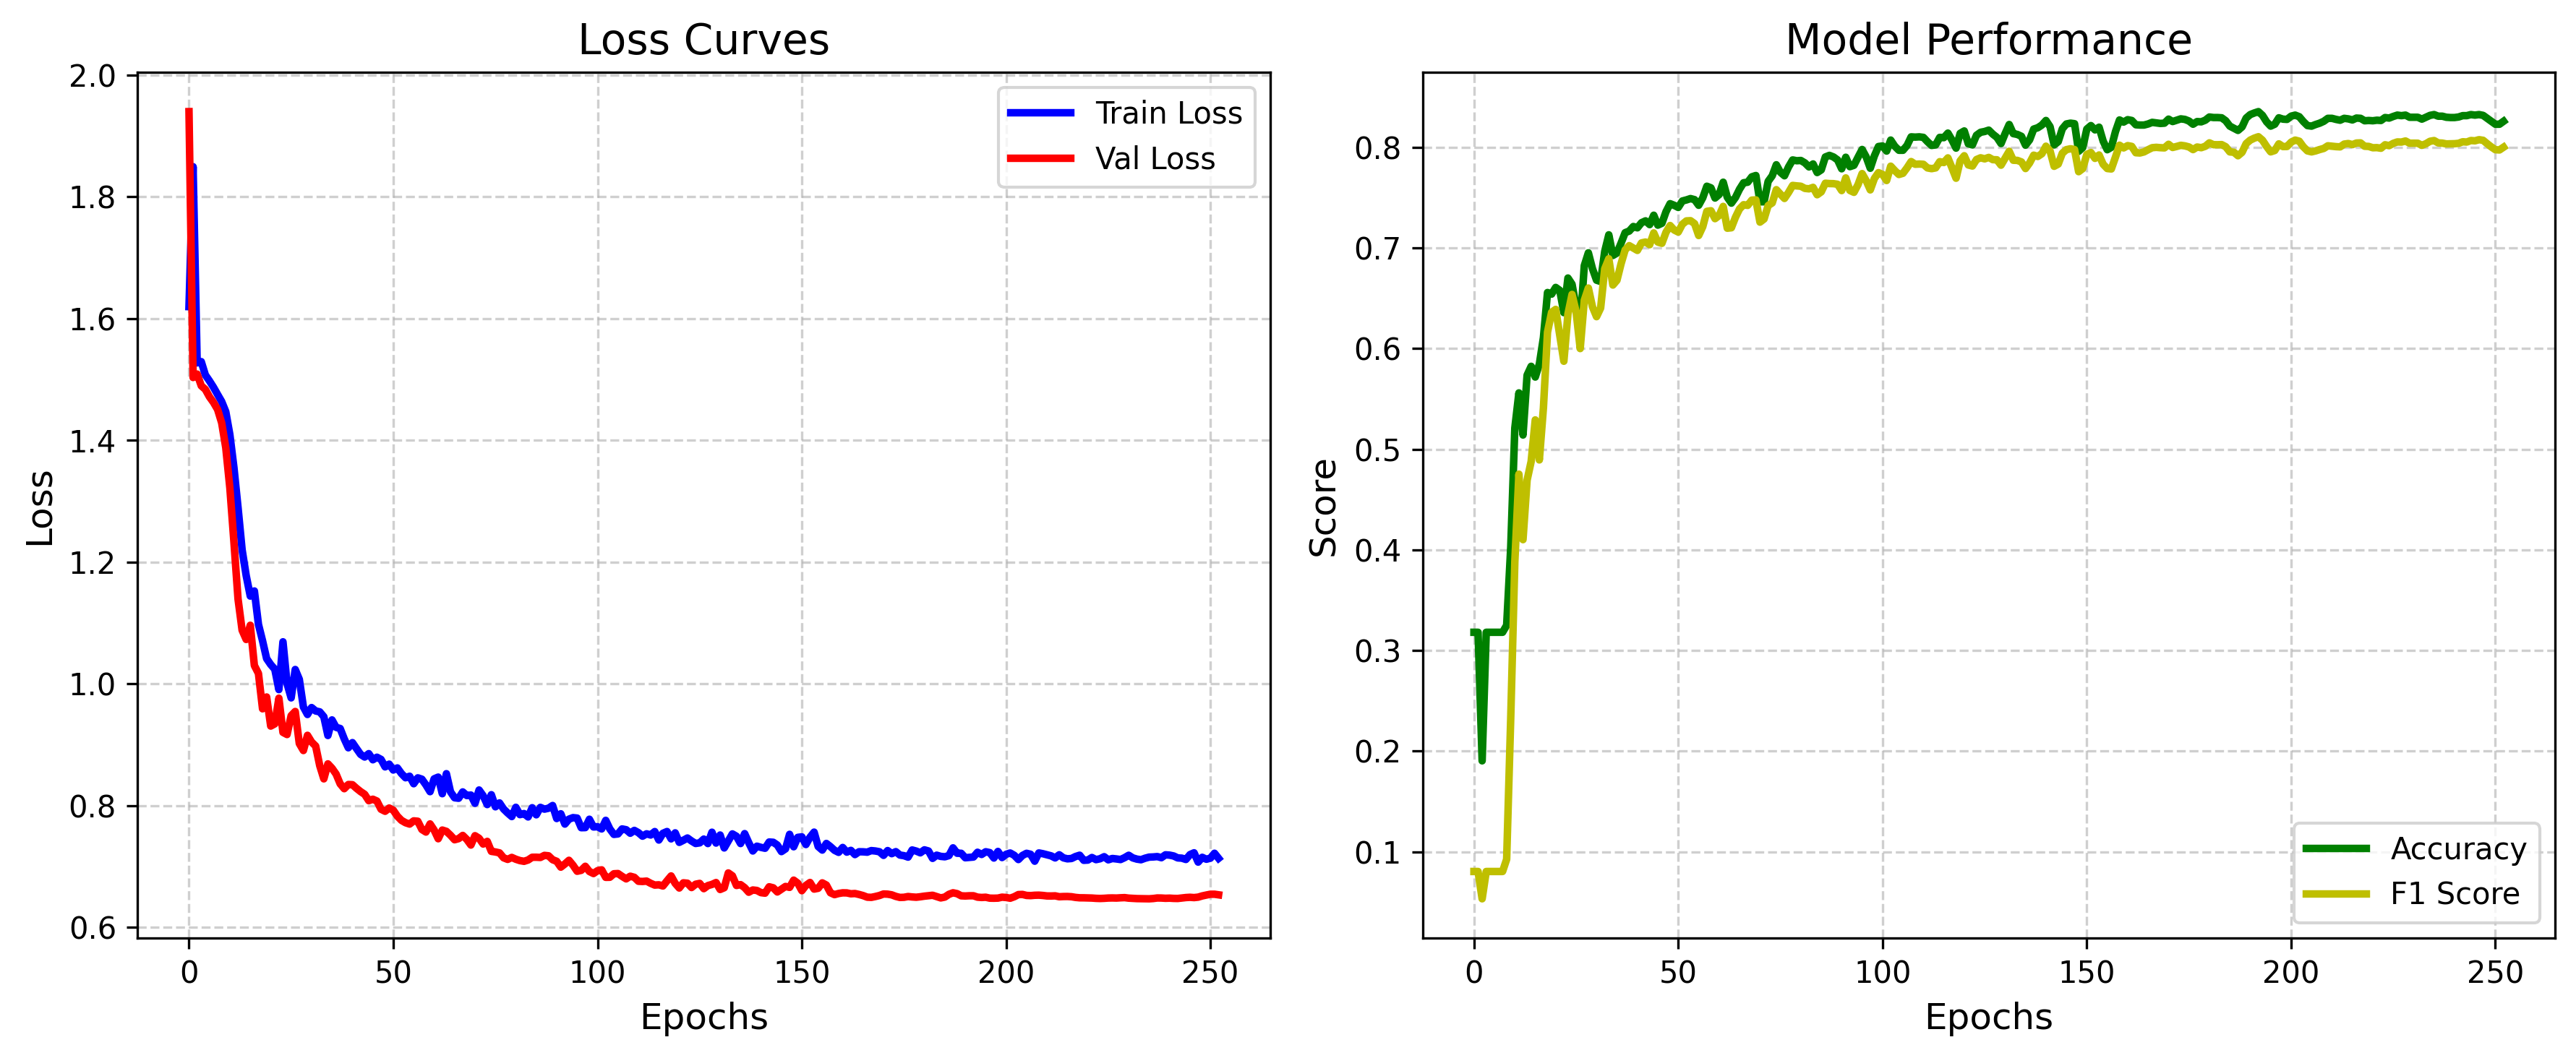 Loss Curves
2.0
1.8
1.6
1.4
1.2
1.0
0.8
0.6
Loss
Train Loss
Val Loss
0 50 100 150 200 250
Epochs
Model Performance
0.8
0.7
0.6
0.5
0.4
0.3
0.2
0.1
Score
Accuracy
F1 Score
0 50 100 150 200 250
Epochs